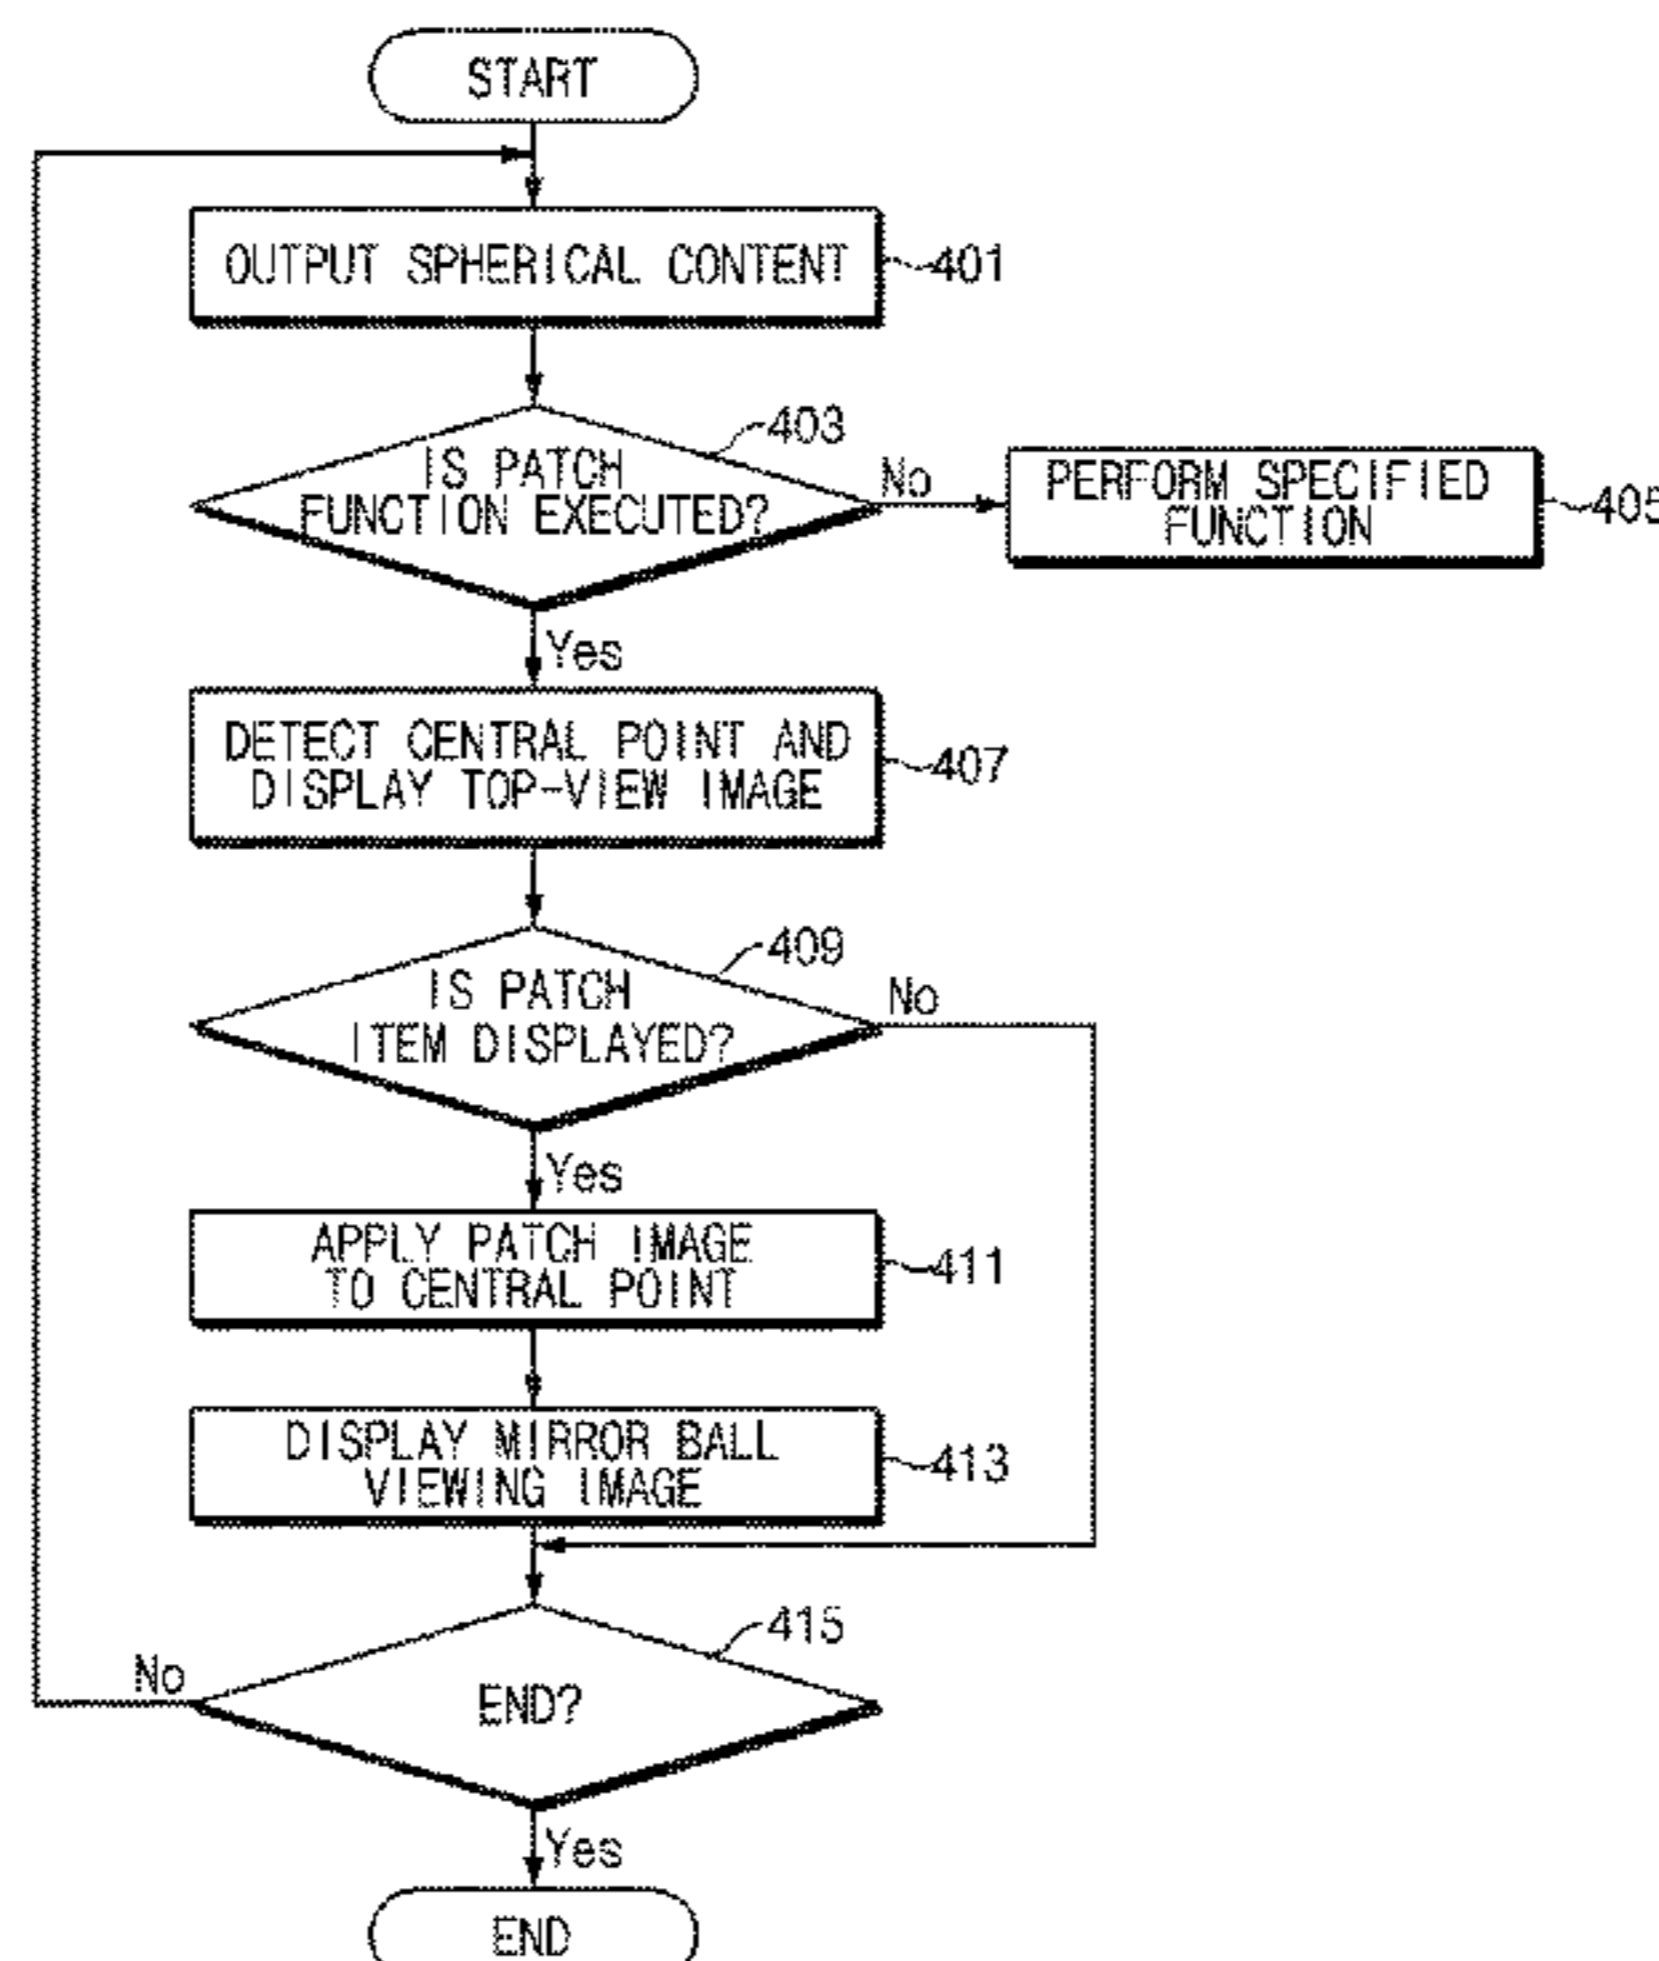 START
OUTPUT SPHERICAL CONTENT
401
403
IS PATCH
FUNCTION EXECUTED?
No
PERFORM SPECIFIED
FUNCTION
405
Yes
DETECT CENTRAL POINT AND
DISPLAY TOP-VIEW IMAGE
407
409
IS PATCH
ITEM DISPLAYED?
No
Yes
APPLY PATCH IMAGE
TO CENTRAL POINT
411
DISPLAY MIRROR BALL
VIEWING IMAGE
413
415
END?
No
Yes
END